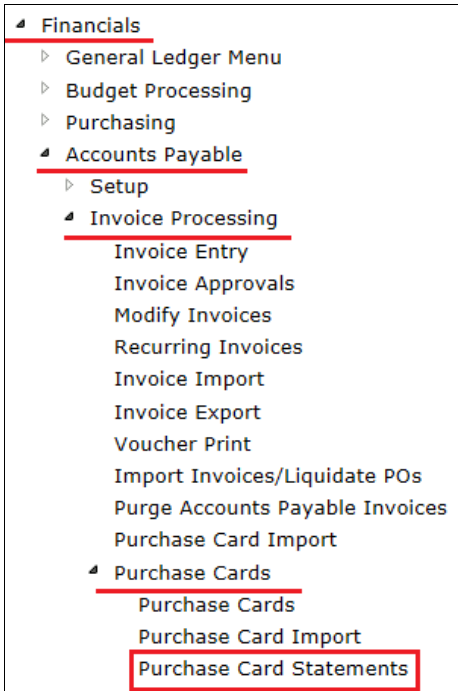 Financials
General Ledger Menu
Budget Processing
Purchasing
Accounts Payable
Setup
Invoice Processing
Invoice Entry
Invoice Approvals
Modify Invoices
Recurring Invoices
Invoice Import
Invoice Export
Voucher Print
Import Invoices/Liquidate POs
Purge Accounts Payable Invoices
Purchase Card Import
Purchase Cards
Purchase Cards
Purchase Card Import
Purchase Card Statements